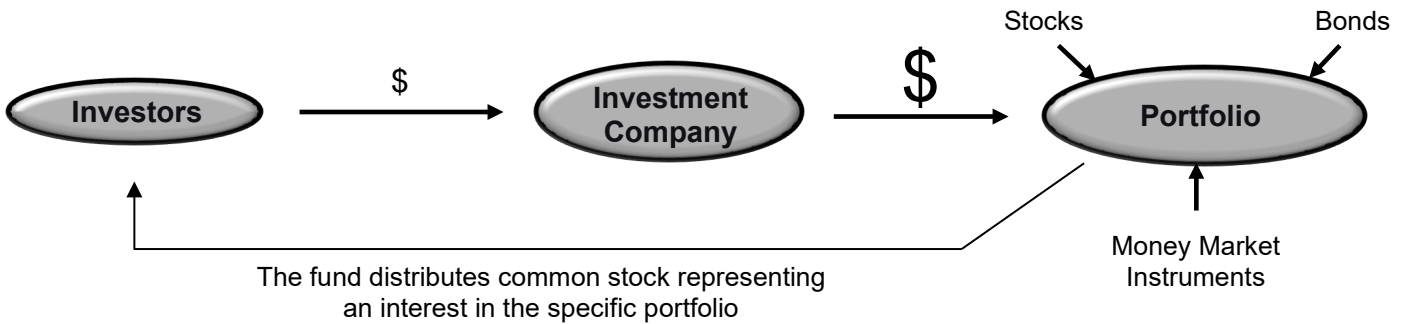 Stocks
Bonds
$
$
Investors
Investment
Company
Portfolio
Money Market
Instruments
The fund distributes common stock representing
an interest in the specific portfolio